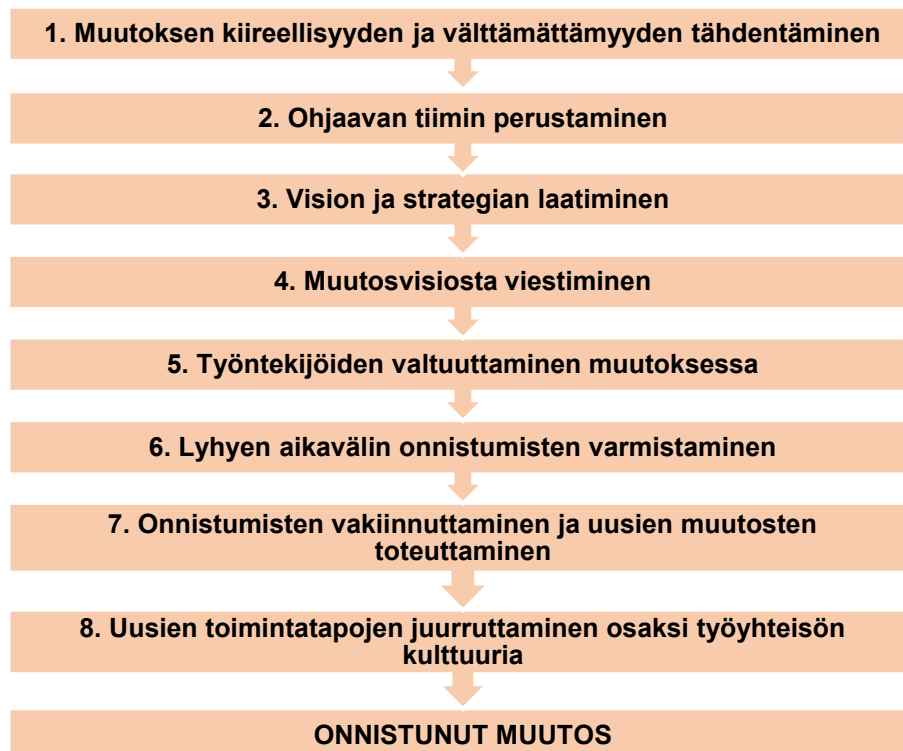 1. Muutoksen kiireellisyyden ja välttämättämyyden tähdentäminen
2. Ohjaavan tiimin perustaminen
3. Vision ja strategian laatiminen
4. Muutosvisiosta viestiminen
5. Työntekijöiden valtuuttaminen muutoksessa
6. Lyhyen aikavälin onnistumisten varmistaminen
7. Onnistumisten vakiinnuttaminen ja uusien muutosten
toteuttaminen
8. Uusien toimintatapojen juurruttaminen osaksi työyhteisön
kulttuuria
ONNISTUNUT MUUTOS